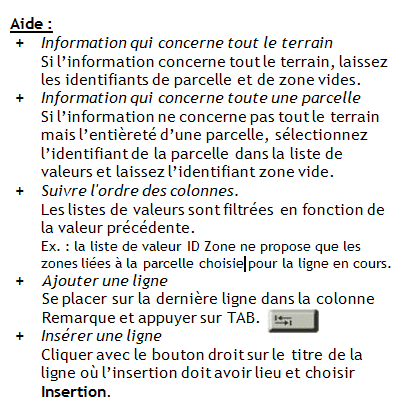 Aide :
+ Information qui concerne tout le terrain
Si l'information concerne tout le terrain, laissez
les identifiants de parcelle et de zone vides.
+ Information qui concerne toute une parcelle
Si l'information ne concerne pas tout le terrain
mais l'entièreté d'une parcelle, sélectionnez
l'identifiant de la parcelle dans la liste de
valeurs et laissez l'identifiant zone vide.
+ Suivre l'ordre des colonnes.
Les listes de valeurs sont filtrées en fonction de
la valeur précédente.
Ex. : la liste de valeur ID Zone ne propose que les
zones liées à la parcelle choisie pour la ligne en cours.
+ Ajouter une ligne
Se placer sur la dernière ligne dans la colonne
Remarque et appuyer sur TAB.
+ Insérer une ligne
Cliquer avec le bouton droit sur le titre de la
ligne où l'insertion doit avoir lieu et choisir
Insertion.